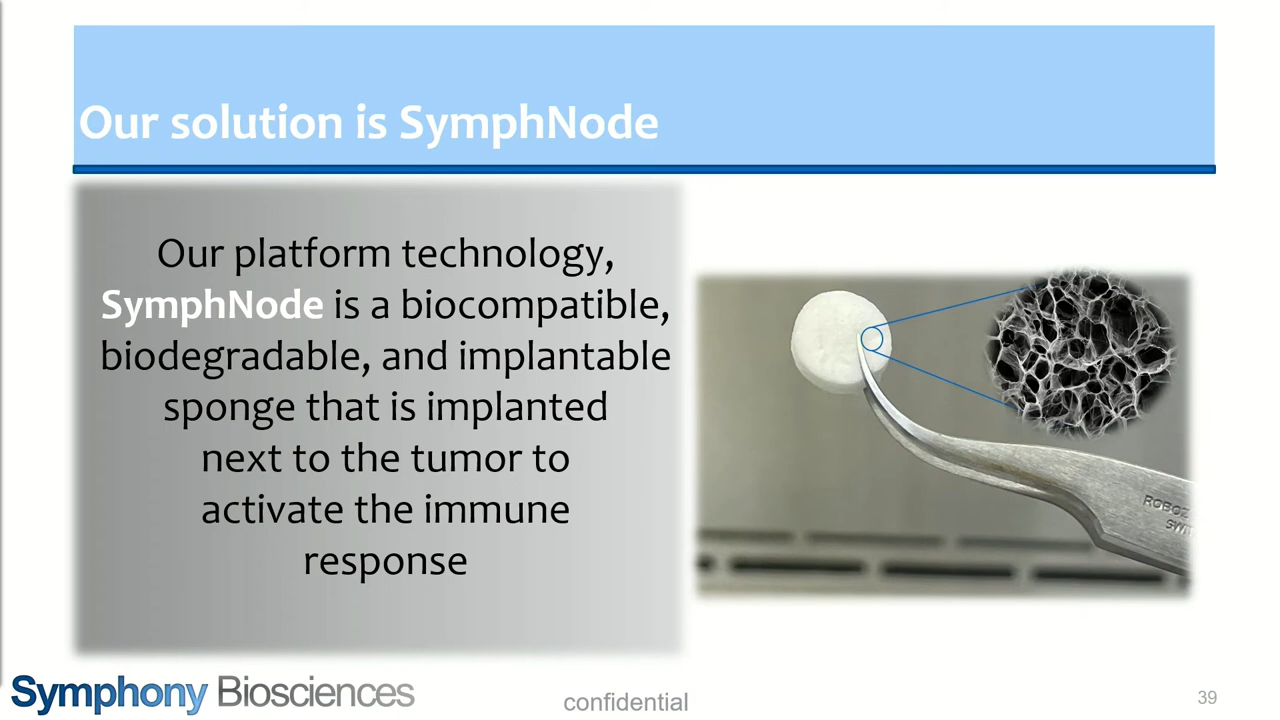 Our solution is SymphNode
Our platform technology,
SymphNode is a biocompatible,
biodegradable, and implantable
sponge that is implanted
next to the tumor to
activate the immune
response
ROBOZ
Symphony Biosciences
confidential
39